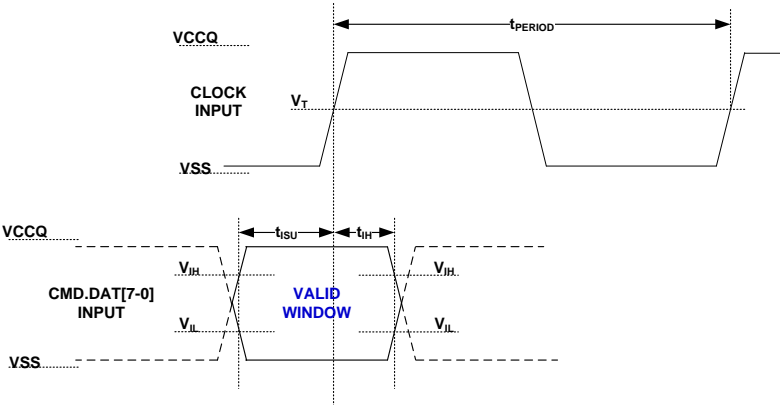 tPERIOD
VCCQ
CLOCK
INPUT
VT
VSS
VCCQ
tISU
tIH
VIH
VIH
CMD.DAT[7-0]
INPUT
VALID
WINDOW
VIL
VIL
VSS